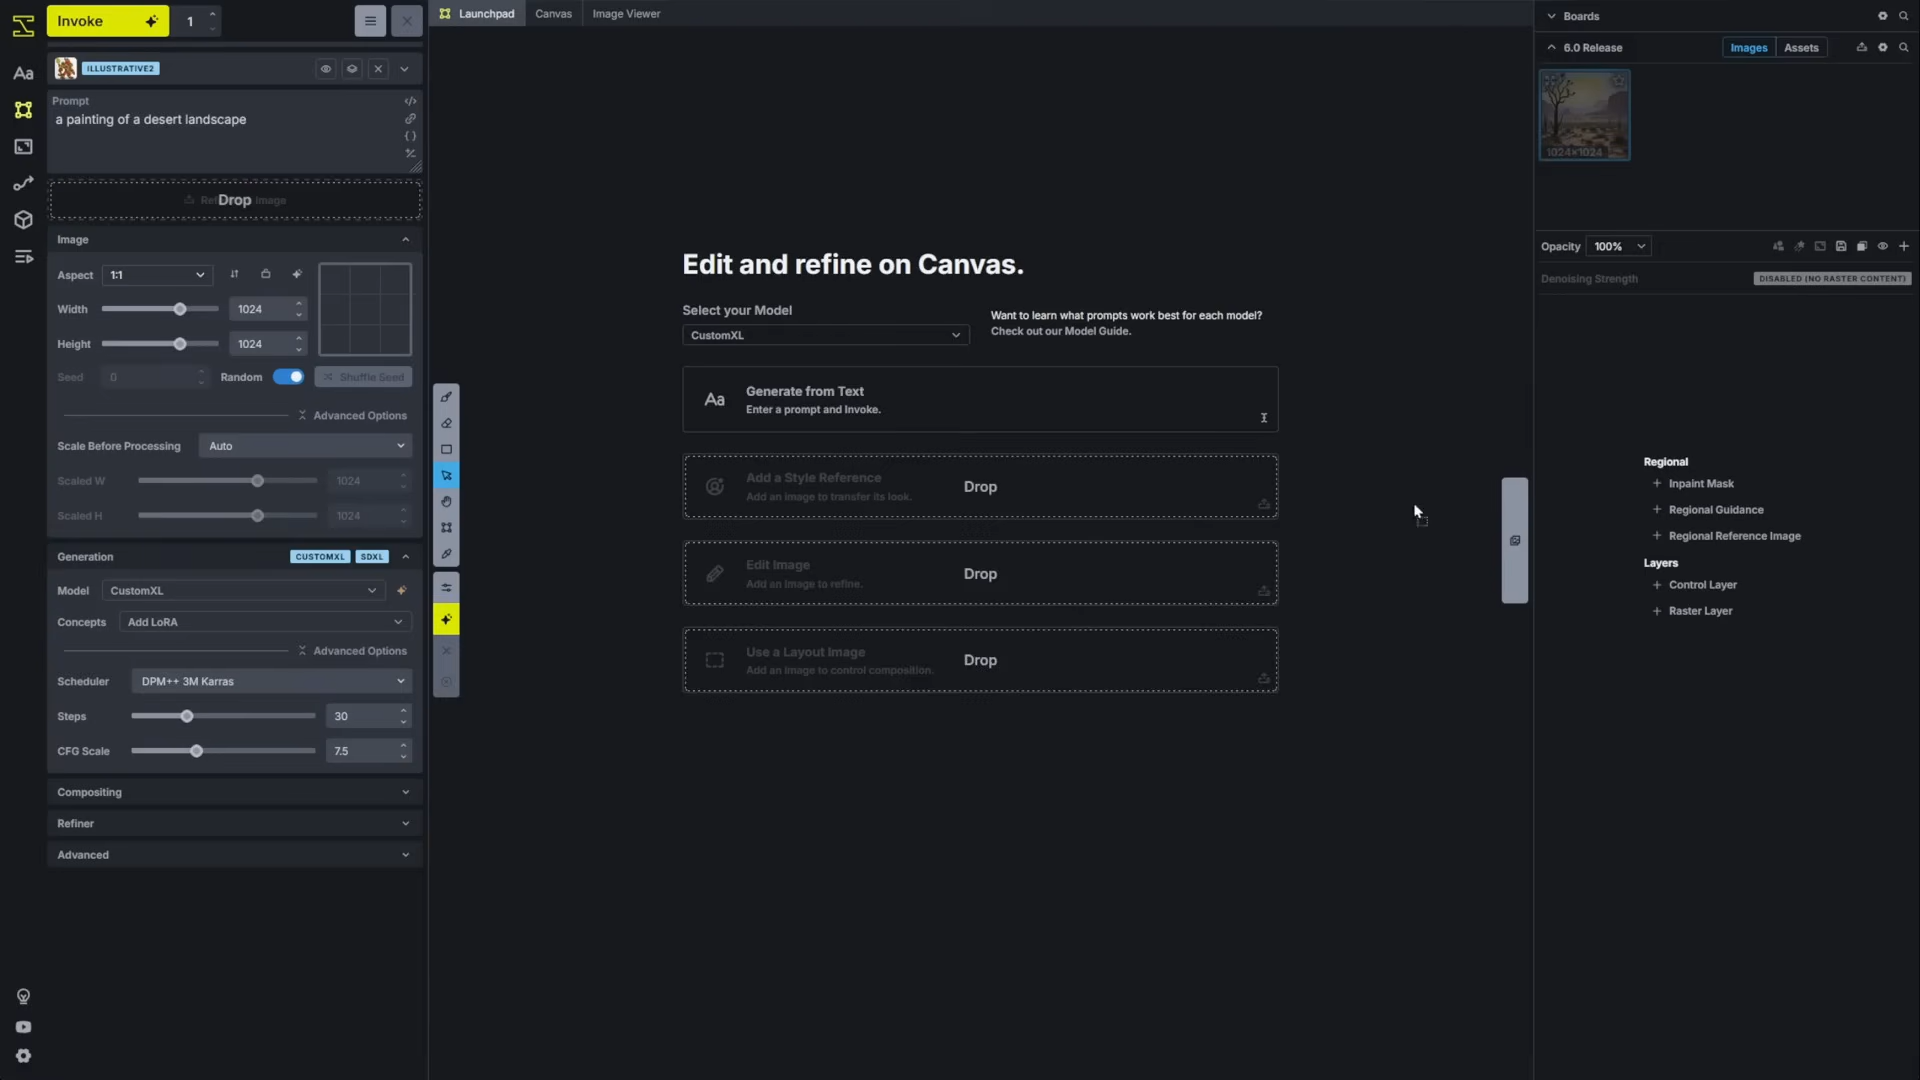 Invoke
1
Launchpad
Canvas
Image Viewer
Boards
6.0 Release
Images
Assets
1024×1024
ILLUSTRATIVE2
Prompt
a painting of a desert landscape
Drop
Image
Image
Aspect
1:1
Width
1024
Height
1024
Seed
0
Random
Shuffle Seed
Advanced Options
Scale Before Processing
Auto
Scaled W
1024
Scaled H
1024
Generation
CUSTOMXL
SDXL
Model
CustomXL
Concepts
Add LoRA
Advanced Options
Scheduler
DPM++ 3M Karras
Steps
30
CFG Scale
7.5
Compositing
Refiner
Advanced
Edit and refine on Canvas.
Select your Model
CustomXL
Want to learn what prompts work best for each model?
Check out our Model Guide.
Aa
Generate from Text
Enter a prompt and Invoke.
Add a Style Reference
Add an image to transfer its look.
Drop
Edit Image
Add an image to refine.
Drop
Use a Layout Image
Add an image to control composition.
Drop
Opacity
100%
Denoising Strength
DISABLED (NO RASTER CONTENT)
Regional
Inpaint Mask
Regional Guidance
Regional Reference Image
Layers
Control Layer
Raster Layer
Aa